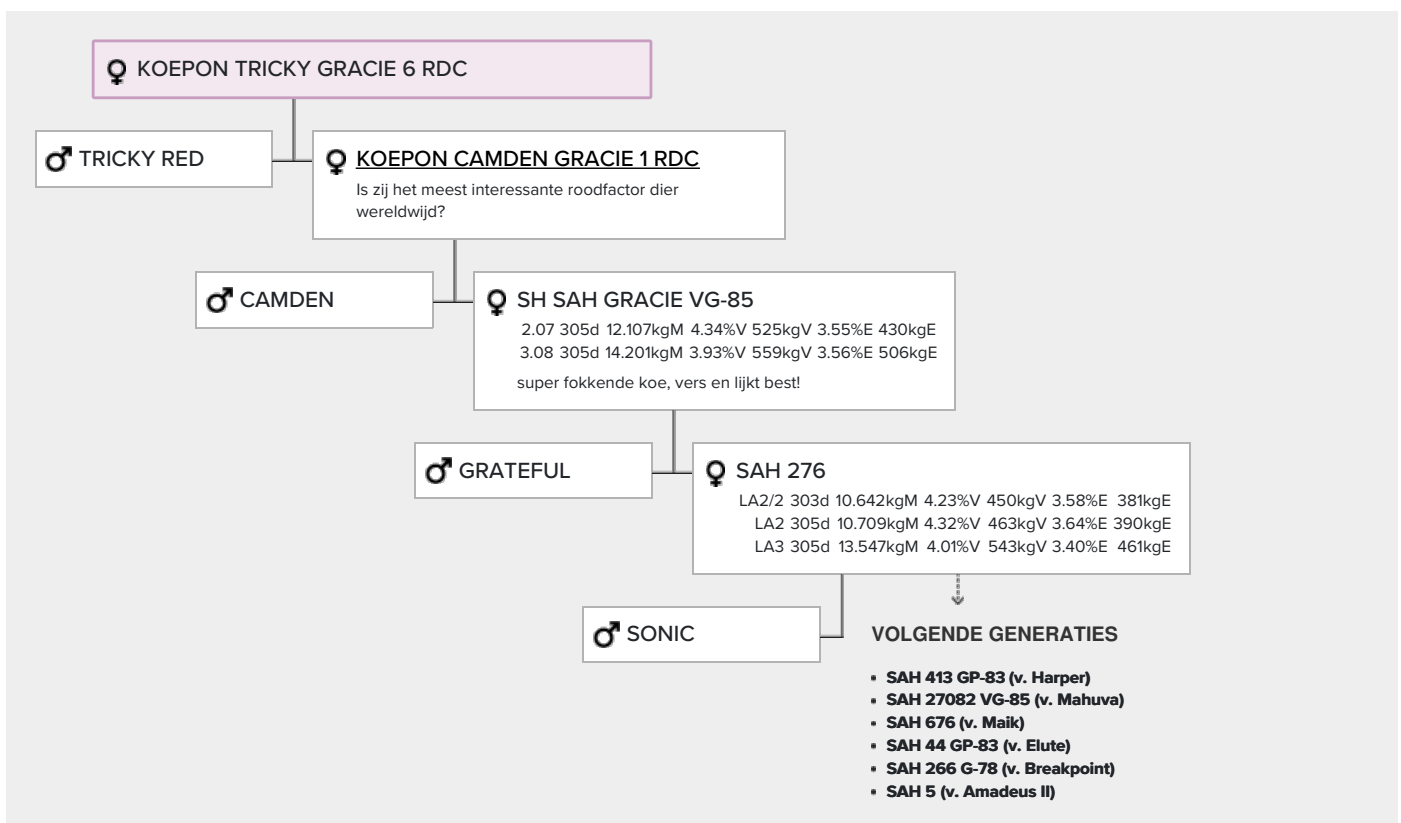 KOEPON TRICKY GRACIE 6 RDC
TRICKY RED
KOEPON CAMDEN GRACIE 1 RDC
Is zij het meest interessante roodfactor dier
wereldwijd?
CAMDEN
SH SAH GRACIE VG-85
2.07 305d 12.107kgM 4.34%V 525kgV 3.55%E 430kgE
3.08 305d 14.201kgM 3.93%V 559kgV 3.56%E 506kgE
super fokkende koe, vers en lijkt best!
GRATEFUL
SAH 276
LA2/2 303d 10.642kgM 4.23%V 450kgV 3.58%E 381kgE
LA2 305d 10.709kgM 4.32%V 463kgV 3.64%E 390kgE
LA3 305d 13.547kgM 4.01%V 543kgV 3.40%E 461kgE
SONIC
VOLGENDE GENERATIES
SAH 413 GP-83 (v. Harper)
SAH 27082 VG-85 (v. Mahuva)
SAH 676 (v. Maik)
SAH 44 GP-83 (v. Elute)
SAH 266 G-78 (v. Breakpoint)
SAH 5 (v. Amadeus II)